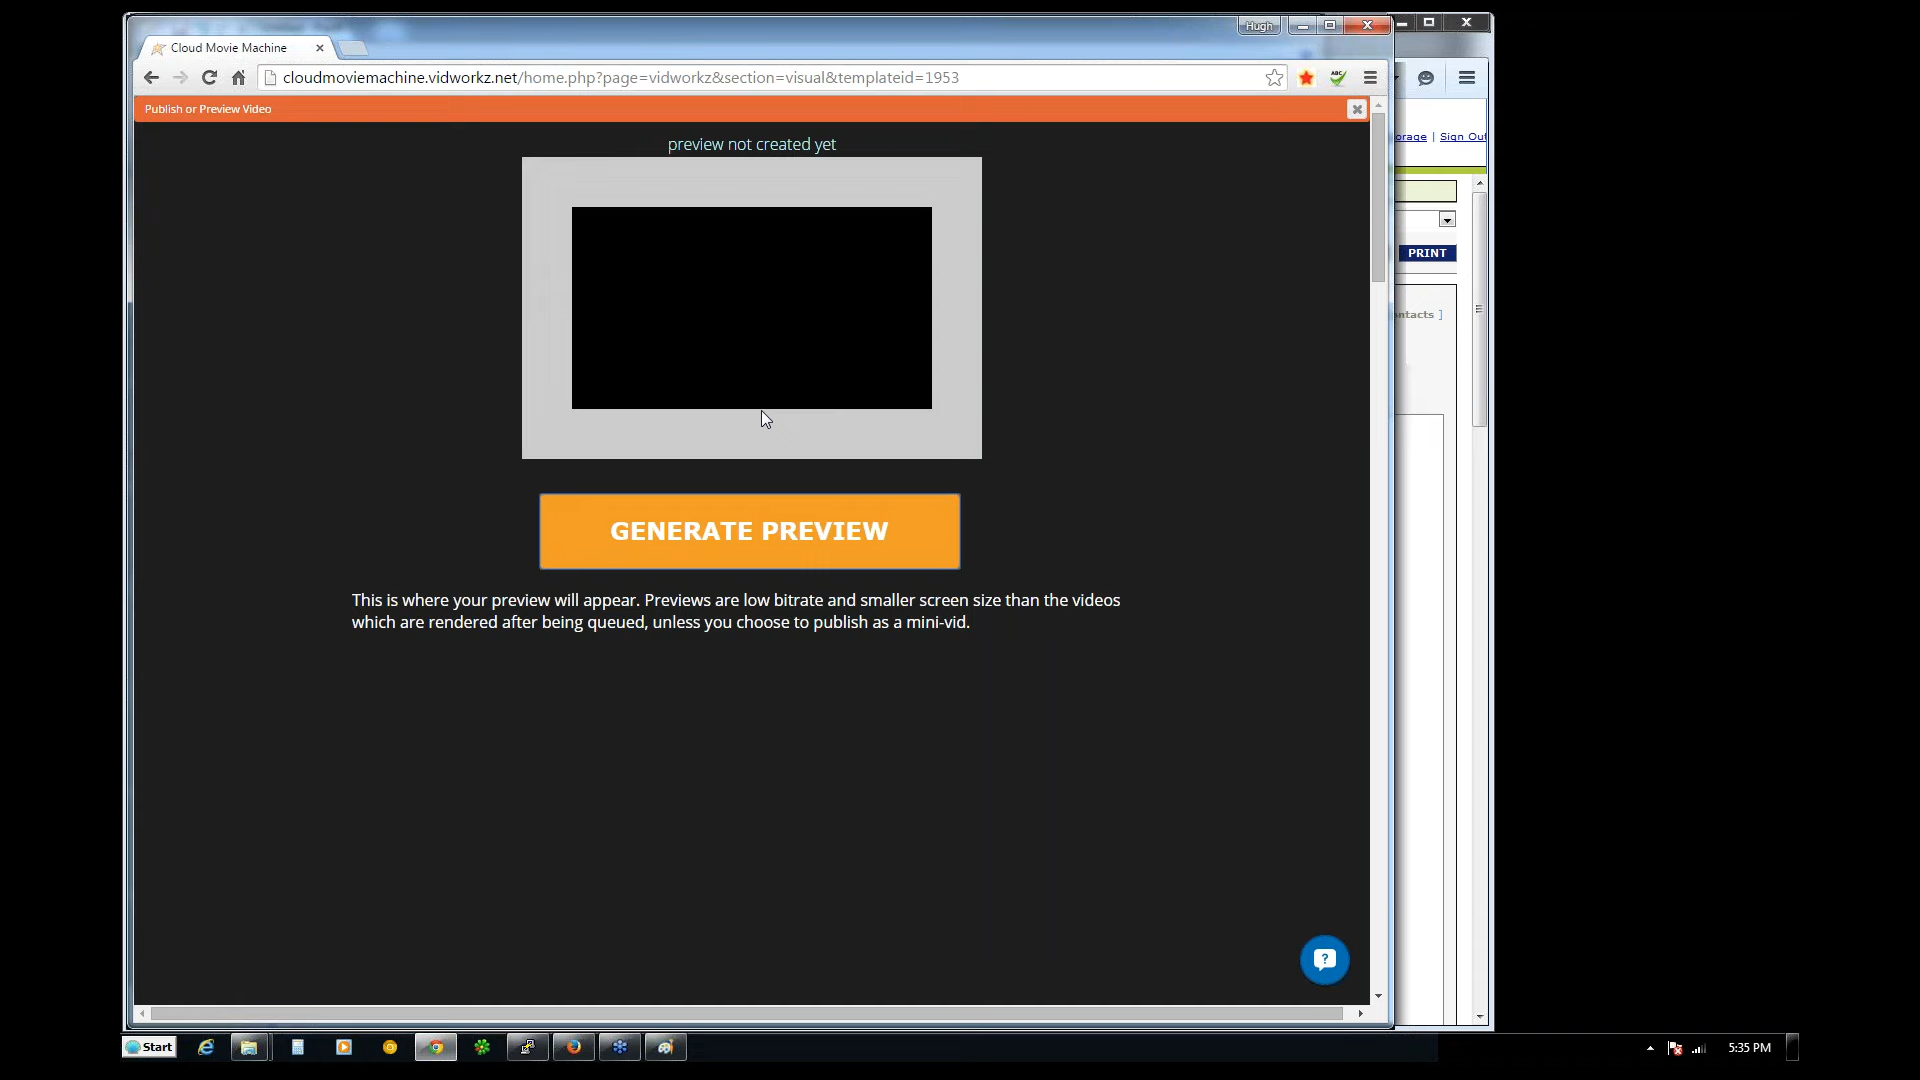 Hugh
Cloud Movie Machine
cloudmoviemachine.vidworkz.net/home.php?page=vidworkz&section=visual&templateid=1953
ABC
Publish or Preview Video
orage | Sign Out
preview not created yet
PRINT
ntacts ]
GENERATE PREVIEW
This is where your preview will appear. Previews are low bitrate and smaller screen size than the videos
which are rendered after being queued, unless you choose to publish as a mini-vid.
Start
5:35 PM